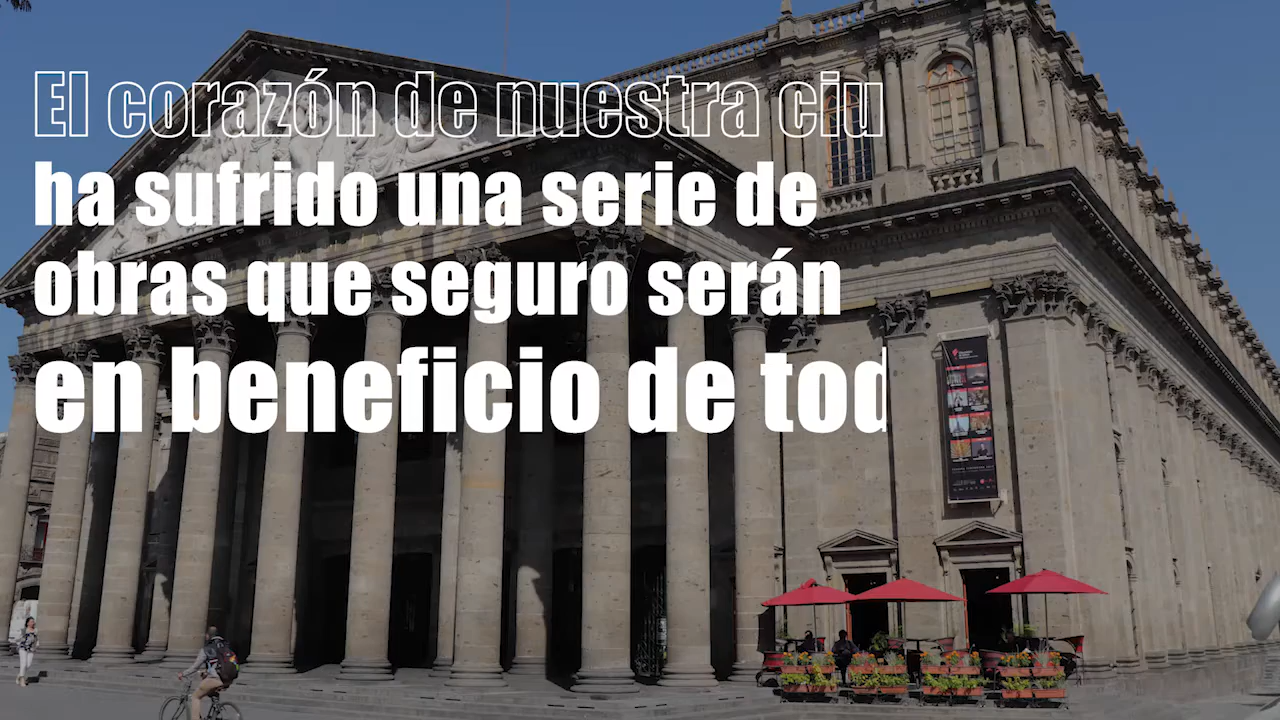 El corazón de nuestra ciu
ha sufrido una serie de
obras que seguro serán
en beneficio de tod